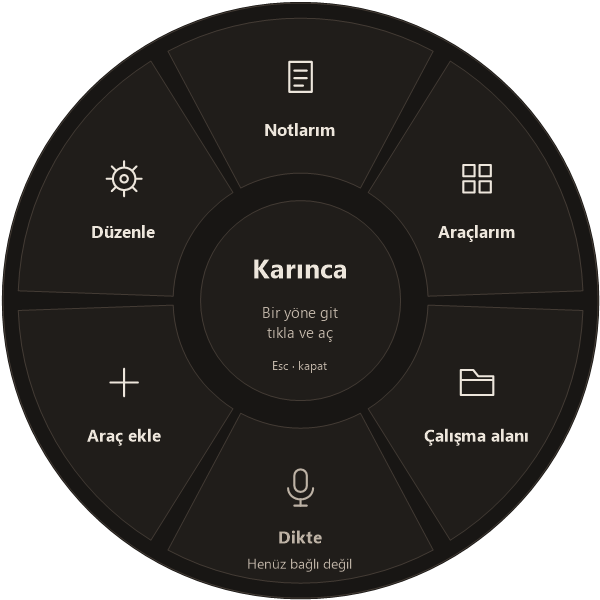 Notlarım
Düzenle
Araçlarım
Karınca
Bir yöne git
tıkla ve aç
Esc · kapat
Araç ekle
Çalışma alanı
Dikte
Henüz bağlı değil